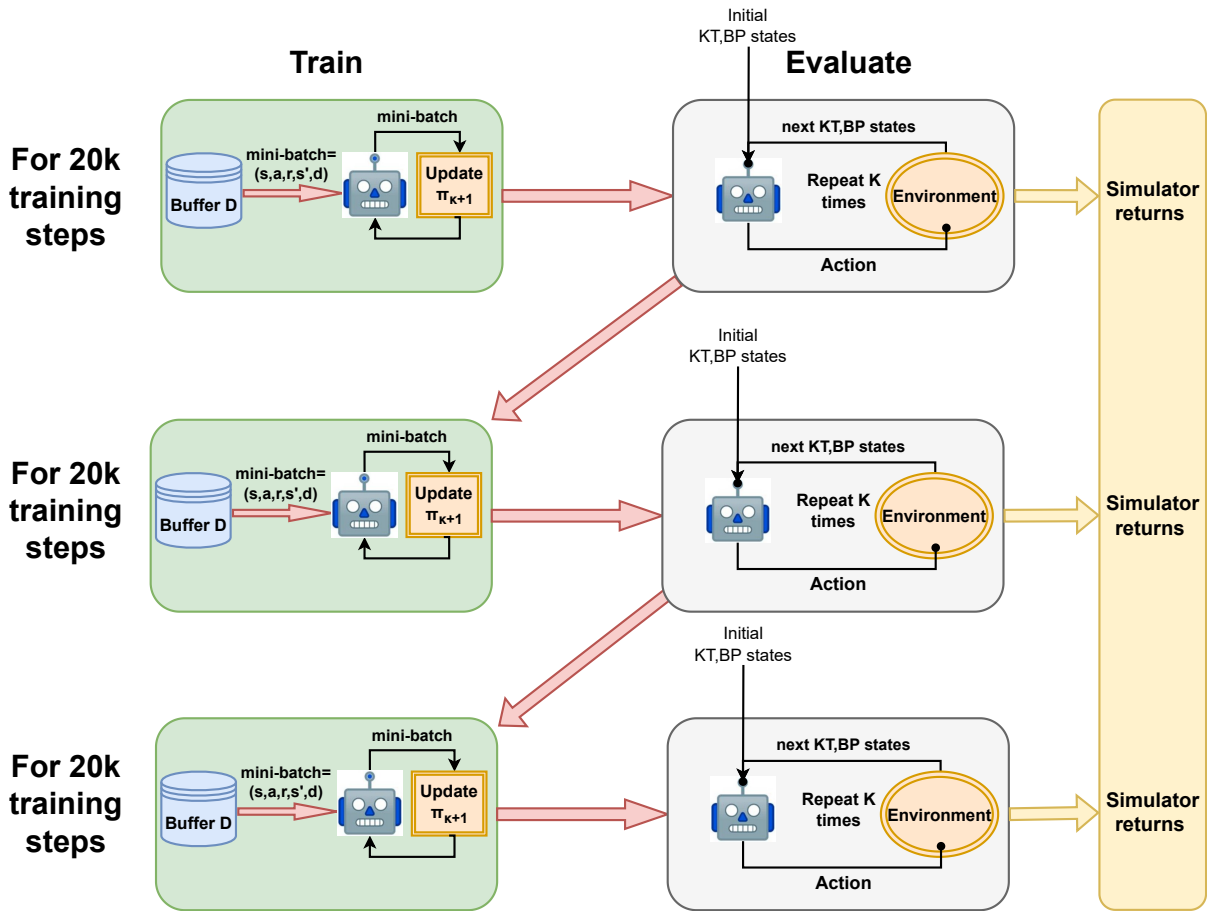 Initial
KT,BP states
Train
Evaluate
For 20k
training
steps
mini-batch
mini-batch=
(s,a,r,s',d)
Buffer D
Update
πκ+1
next KT,BP states
Repeat K
times
Environment
Action
Simulator
returns
Initial
KT,BP states
For 20k
training
steps
mini-batch
mini-batch=
(s,a,r,s',d)
Buffer D
Update
πκ+1
next KT,BP states
Repeat K
times
Environment
Action
Simulator
returns
Initial
KT,BP states
For 20k
training
steps
mini-batch
mini-batch=
(s,a,r,s',d)
Buffer D
Update
πκ+1
next KT,BP states
Repeat K
times
Environment
Action
Simulator
returns